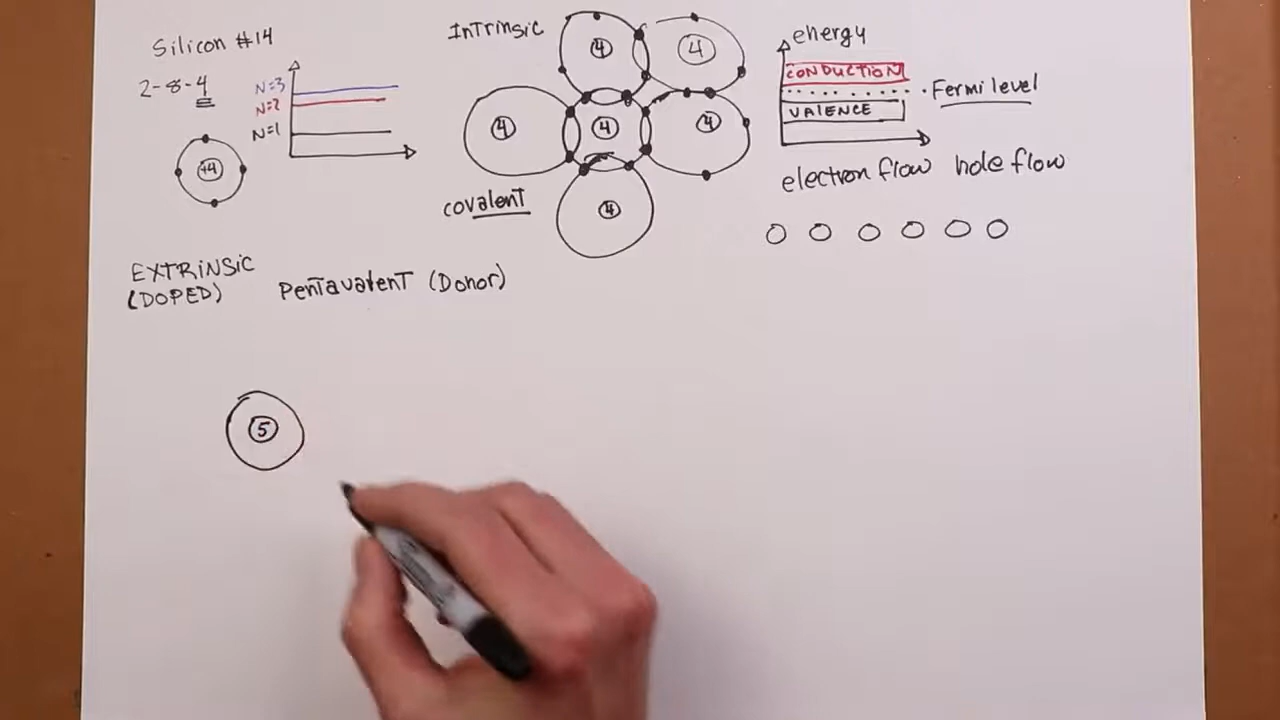 Silicon #14
2-8-4
N=3
N=2
N=1
+4
Intrinsic
4
4
4
4
4
4
covalent
energy
CONDUCTION
Fermi level
VALENCE
electron flow hole flow
EXTRINSIC
(DOPED)
Pentavalent (Donor)
5